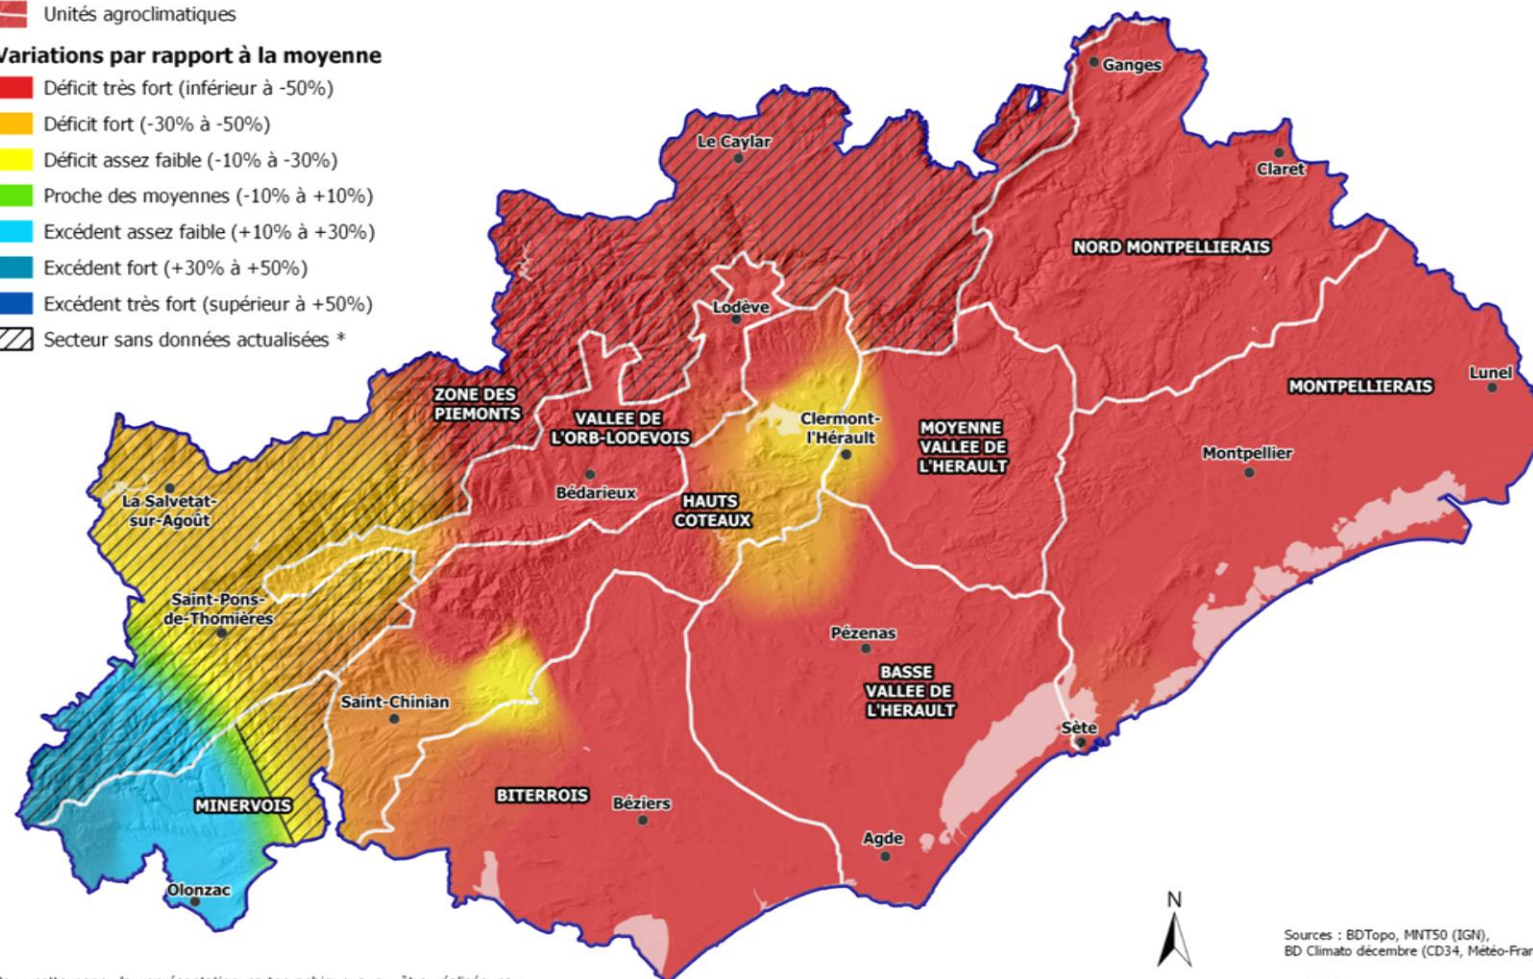 Unités agroclimatiques
Variations par rapport à la moyenne
Déficit très fort (inférieur à -50%)
Déficit fort (-30% à -50%)
Déficit assez faible (-10% à -30%)
Proche des moyennes (-10% à +10%)
Excédent assez faible (+10% à +30%)
Excédent fort (+30% à +50%)
Excédent très fort (supérieur à +50%)
Secteur sans données actualisées *
Ganges
Le Caylar
Claret
NORD MONTPELLIERAIS
Lodève
Lunel
MONTPELLIERAIS
ZONE DES
PIEMONTS
VALLEE DE
L'ORB-LODEVOIS
Clermont-
l'Hérault
MOYENNE
VALLEE DE
L'HERAULT
Montpellier
Bédarieux
La Salvetat-
sur-Agoût
HAUTS
COTEAUX
Saint-Pons-
de-Thomières
Pézenas
BASSE
VALLEE DE
L'HERAULT
Saint-Chinian
Sète
MINERVOIS
BITERROIS
Béziers
Agde
Olonzac
N
Sources : BDTopo, MNT50 (IGN),
BD Climato décembre (CD34, Météo-Fran